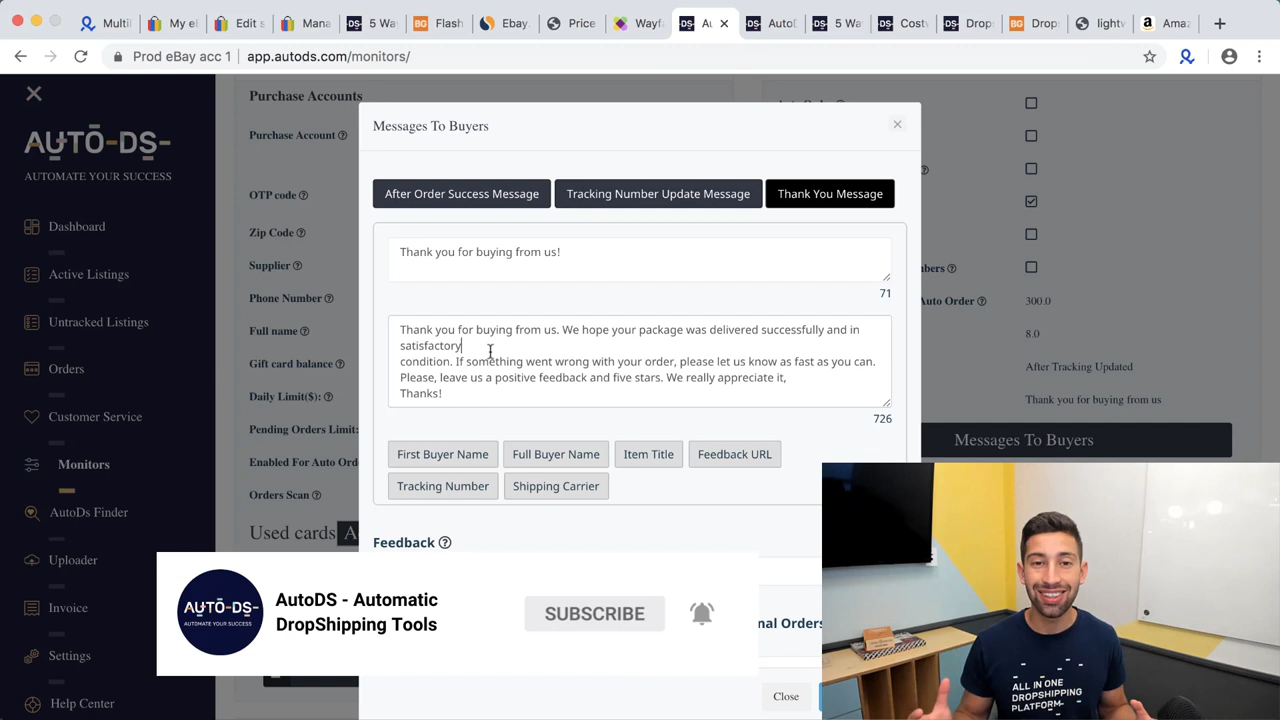 Multi
My e
Edit s
Mana
5 Wa
Flash
Ebay.
Price
Wayfa
Au
AutoD
5 Wa
Costv
Drops
Drop
lightw
Amaz
Prod eBay acc 1
app.autods.com/monitors/
AUTO-DS-
AUTOMATE YOUR SUCCESS
Dashboard
Active Listings
Untracked Listings
Orders
Customer Service
Monitors
AutoDs Finder
Uploader
Invoice
Settings
Help Center
Purchase Accounts
Purchase Account
OTP code
Zip Code
Supplier
Phone Number
Full name
Gift card balance
Daily Limit($):
Pending Orders Limit:
Enabled For Auto Orde
Orders Scan
Used cards
Messages To Buyers
After Order Success Message
Tracking Number Update Message
Thank You Message
Thank you for buying from us!
71
Thank you for buying from us. We hope your package was delivered successfully and in
satisfactory
condition. If something went wrong with your order, please let us know as fast as you can.
Please, leave us a positive feedback and five stars. We really appreciate it,
Thanks!
726
First Buyer Name
Full Buyer Name
Item Title
Feedback URL
Tracking Number
Shipping Carrier
Feedback
nal Orders
Close
mbers
Auto Order
300.0
8.0
After Tracking Updated
Thank you for buying from us
Messages To Buyers
AUTO-DS-
AUTOMATE YOUR SUCCESS
AutoDS - Automatic
DropShipping Tools
SUBSCRIBE
ALL IN ONE
DROPSHIPPING
PLATFORM